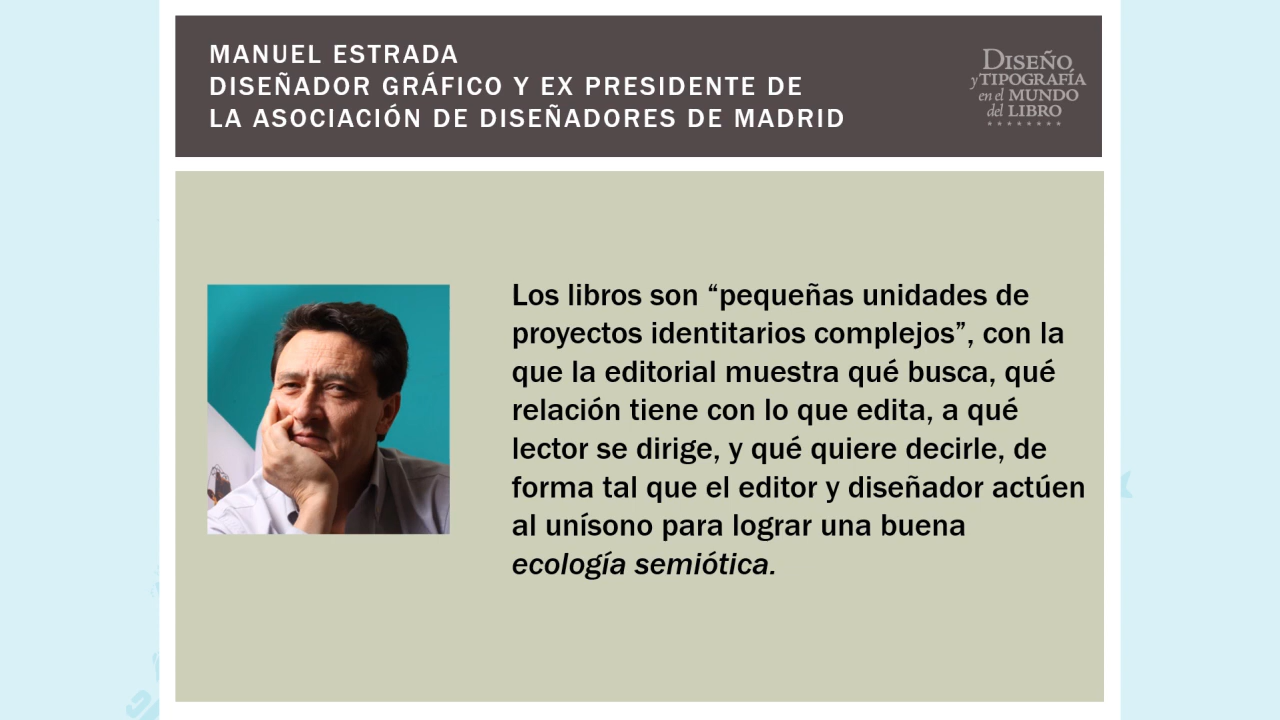 MANUEL ESTRADA
DISEÑADOR GRÁFICO Y EX PRESIDENTE DE
LA ASOCIACIÓN DE DISEÑADORES DE MADRID
DISEÑO
y TIPOGRAFÍA
en el MUNDO
del LIBRO
Los libros son “pequeñas unidades de
proyectos identitarios complejos”, con la
que la editorial muestra qué busca, qué
relación tiene con lo que edita, a qué
lector se dirige, y qué quiere decirle, de
forma tal que el editor y diseñador actúen
al unísono para lograr una buena
ecología semiótica.